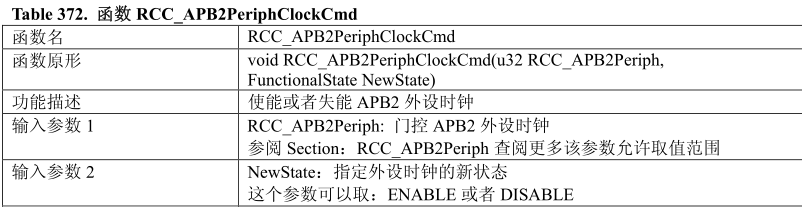 Table 372. 函数 RCC_APB2PeriphClockCmd
函数名 RCC_APB2PeriphClockCmd
函数原形 void RCC_APB2PeriphClockCmd(u32 RCC_APB2Periph,
FunctionalState NewState)
功能描述 使能或者失能 APB2 外设时钟
输入参数 1 RCC_APB2Periph: 门控 APB2 外设时钟
参阅 Section：RCC_APB2Periph 查阅更多该参数允许取值范围
输入参数 2 NewState：指定外设时钟的新状态
这个参数可以取：ENABLE 或者 DISABLE